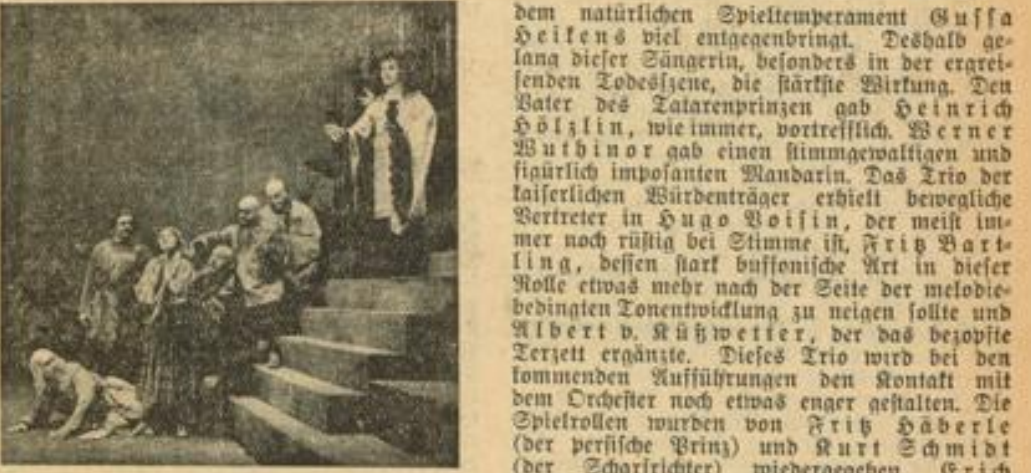 dem natürlichen Spieltemperament Gussa
Heikens viel entgegenbringt. Deshalb ge-
lang dieser Sängerin, besonders in der ergrei-
fenden Todesszene, die stärkste Wirkung. Den
Vater des Tatarenprinzen gab Heinrich
Hölzlin, wie immer, vortrefflich. Werner
Wuthinor gab einen stimmgewaltigen und
figürlich imposanten Mandarin. Das Trio der
kaiserlichen Würdenträger erhielt bewegliche
Vertreter in Hugo Voisin, der meist im-
mer noch rüstig bei Stimme ist, Fritz Bart-
ling, dessen stark buffonische Art in dieser
Rolle etwas mehr nach der Seite der melodie-
bedingten Tonentwicklung zu neigen sollte und
Albert v. Küßwetter, der das bezopfte
Terzett ergänzte. Dieses Trio wird bei den
kommenden Aufführungen den Kontakt mit
dem Orchester noch etwas enger gestalten. Die
Spielrollen wurden von Fritz Häberle
(der persische Prinz) und Kurt Schmidt
(der Scharfrichter) wiedergegeben. Erich